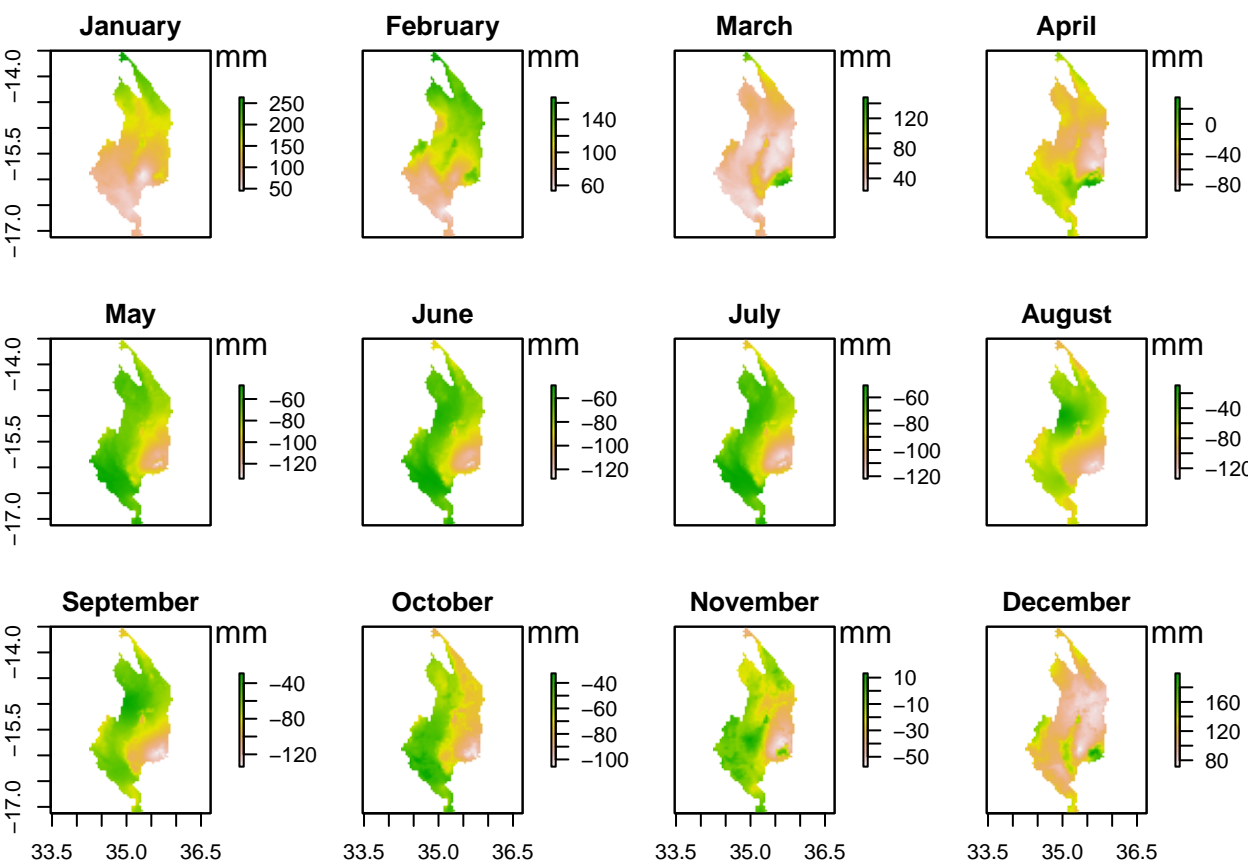 January February March April
mm mm mm mm
−14.0 −15.5 −17.0
250 200 150 100 50
140 100 60
120 80 40
0 −40 −80
May June July August
mm mm mm mm
−14.0 −15.5 −17.0
−60 −80 −100 −120
−60 −80 −100 −120
−60 −80 −100 −120
−40 −80 −120
September October November December
mm mm mm mm
−14.0 −15.5 −17.0
−40 −80 −120
−40 −60 −80 −100
10 −10 −30 −50
160 120 80
33.5 35.0 36.5 33.5 35.0 36.5 33.5 35.0 36.5 33.5 35.0 36.5